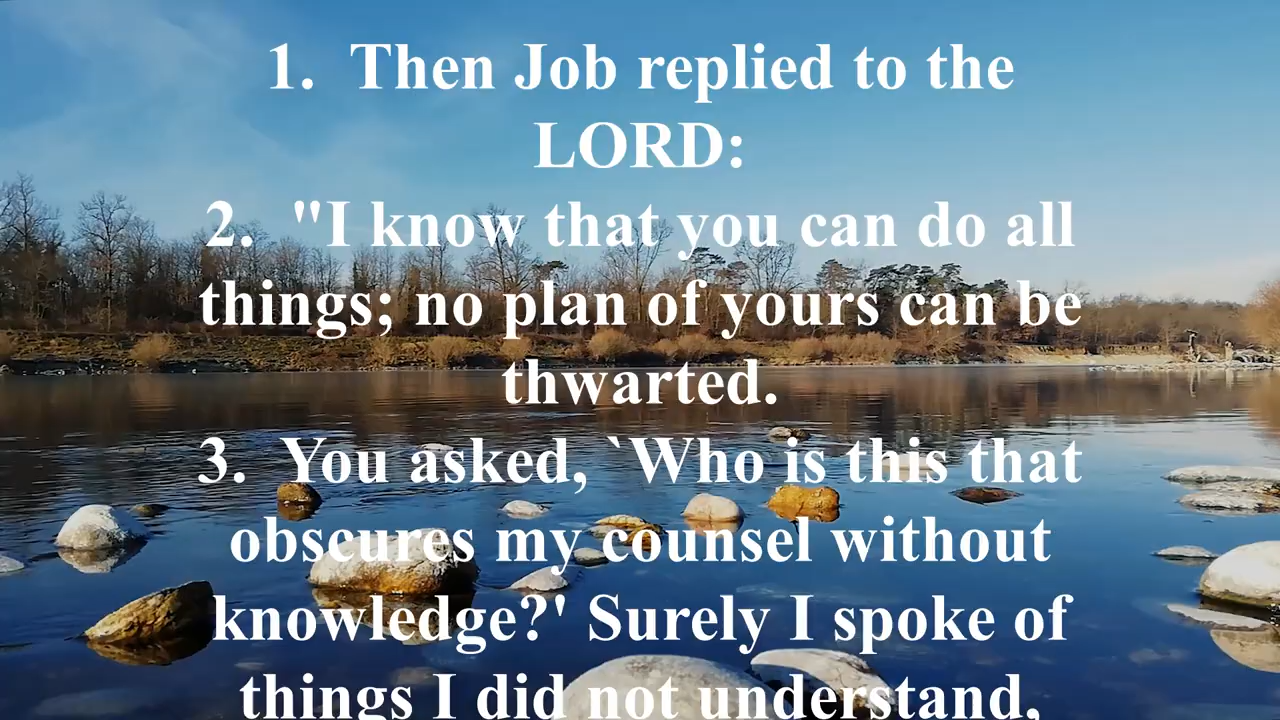 1.  Then Job replied to the
LORD:
2.  "I know that you can do all
things; no plan of yours can be
thwarted.
3.  You asked, `Who is this that
obscures my counsel without
knowledge?' Surely I spoke of
things I did not understand,